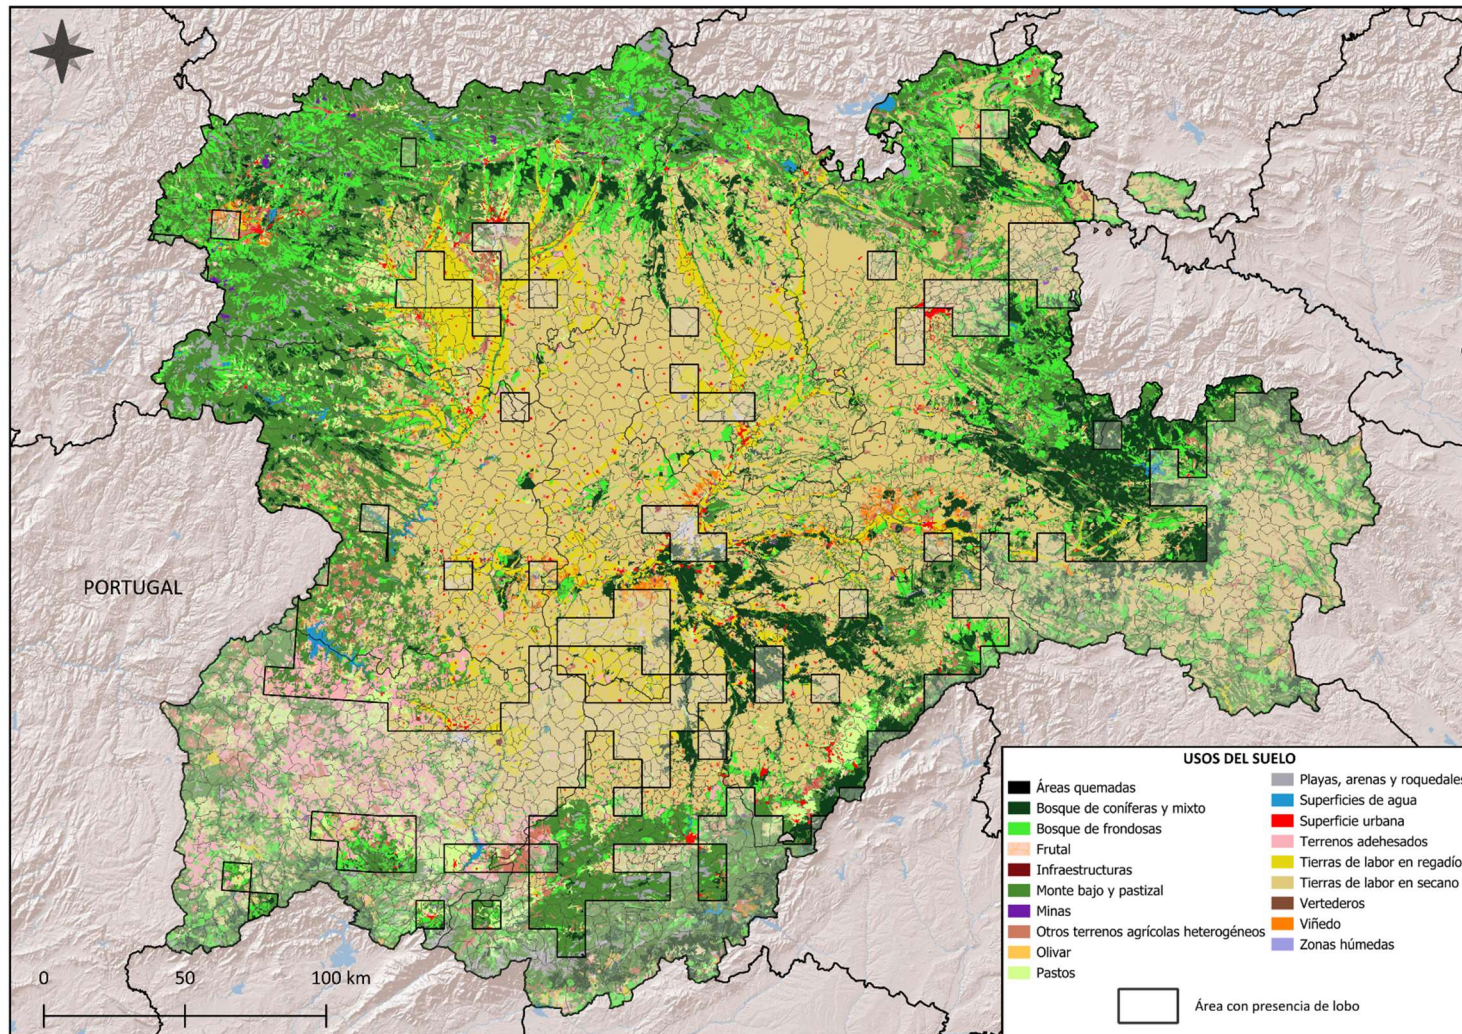 PORTUGAL
0 50 100 km
USOS DEL SUELO
Áreas quemadas
Bosque de coníferas y mixto
Bosque de frondosas
Frutal
Infraestructuras
Monte bajo y pastizal
Minas
Otros terrenos agrícolas heterogéneos
Olivar
Pastos
Playas, arenas y roquedales
Superficies de agua
Superficie urbana
Terrenos adehesados
Tierras de labor en regadío
Tierras de labor en secano
Vertederos
Viñedo
Zonas húmedas
Área con presencia de lobo